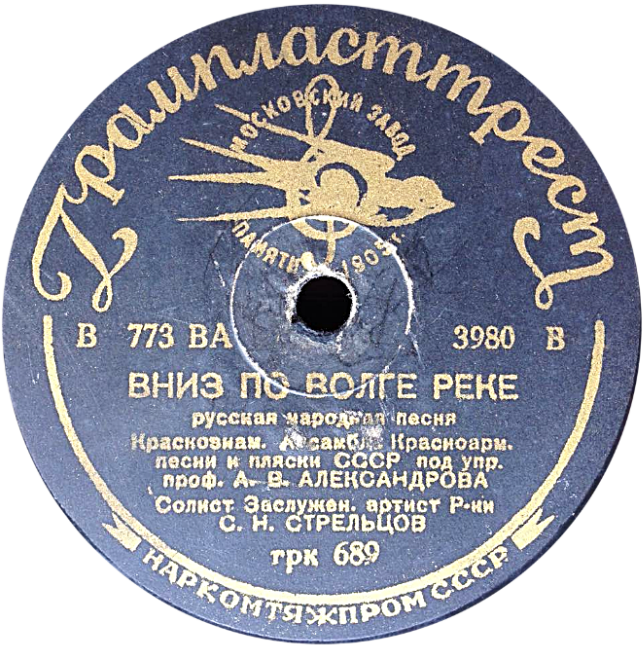 Грампласттрест
МОСКОВСКИЙ ЗАВОД
ПАМЯТИ 1905 г.
В 773 ВА 3980 В
ВНИЗ ПО ВОЛГЕ РЕКЕ
русская народная песня
Краснознам. Ансамбль Красноарм.
песни и пляски СССР под упр.
проф. А. В. АЛЕКСАНДРОВА
Солист Заслужен. артист Р-ки
С. Н. СТРЕЛЬЦОВ
грк 689
НАРКОМТЯЖПРОМ СССР